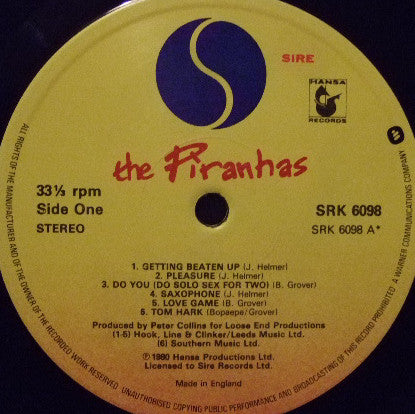 SIRE
HANSA
RECORDS
the Piranhas
33⅓ rpm
Side One
STEREO
SRK 6098
SRK 6098 A*
1. GETTING BEATEN UP (J. Helmer)
2. PLEASURE (J. Helmer)
3. DO YOU (DO SOLO SEX FOR TWO) (B. Grover)
4. SAXOPHONE (J. Helmer)
5. LOVE GAME (B. Grover)
6. TOM HARK (Bopaepe/Grover)
Produced by Peter Collins for Loose End Productions
(1-5) Hook, Line & Clinker/Leeds Music Ltd.
(6) Southern Music Ltd.
℗ 1980 Hansa Productions Ltd.
Licensed to Sire Records Ltd.
Made in England
ALL RIGHTS OF THE MANUFACTURER AND OF THE OWNER OF THE RECORDED WORK RESERVED. UNAUTHORISED COPYING PUBLIC PERFORMANCE AND BROADCASTING OF THIS RECORD PROHIBITED
A WARNER COMMUNICATIONS COMPANY